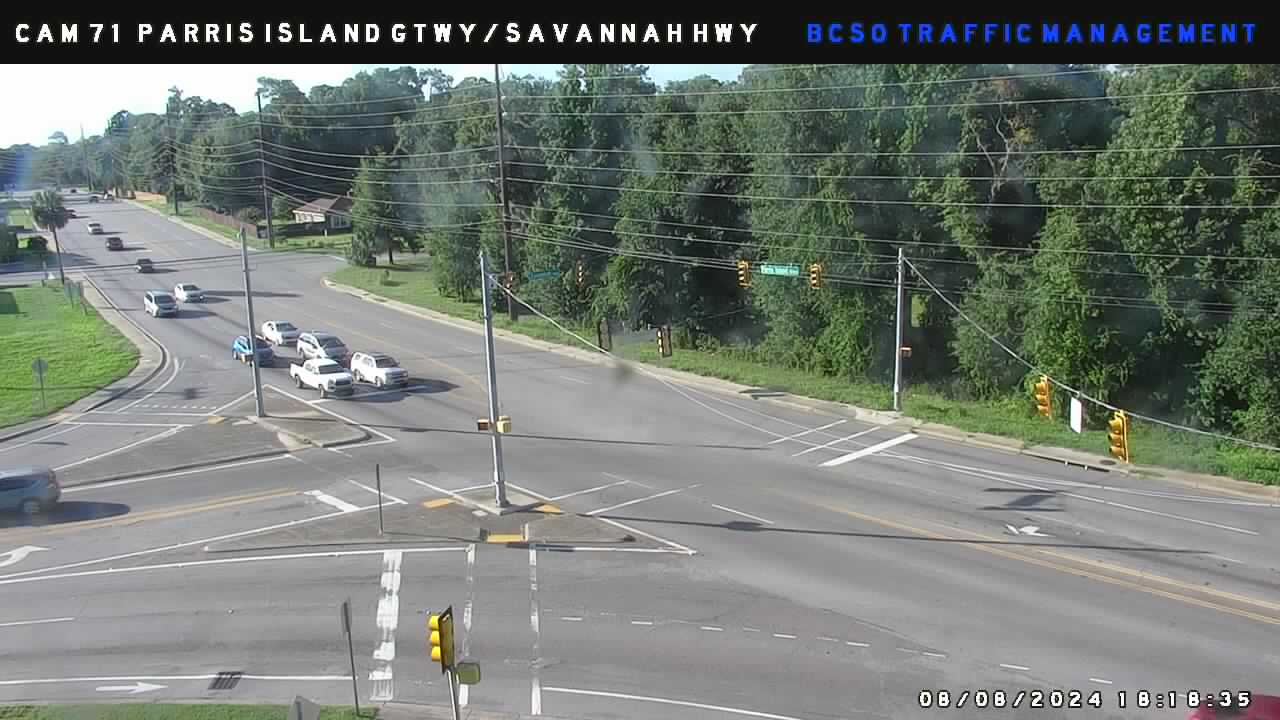 CAM 71 PARRIS ISLAND GTWY/SAVANNAH HWY BCSO TRAFFIC MANAGEMENT
08/08/2024 18:18:35